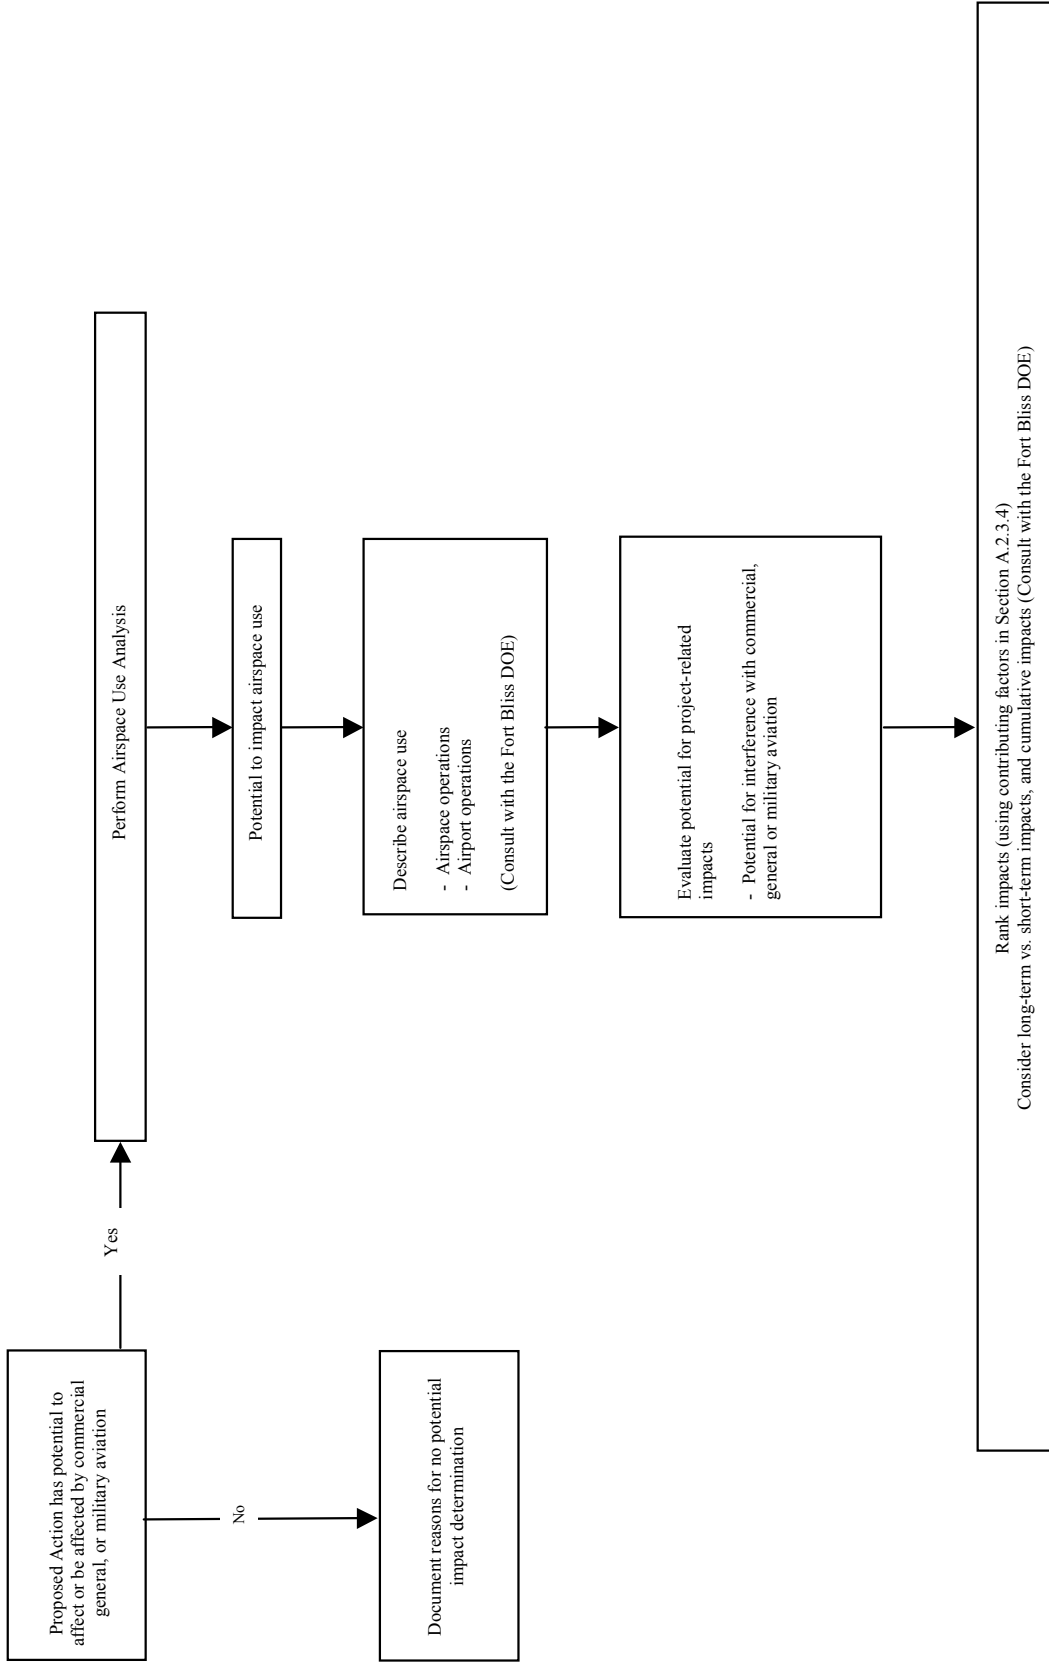 Proposed Action has potential to
affect or be affected by commercial
general, or military aviation
Yes
No
Document reasons for no potential
impact determination
Perform Airspace Use Analysis
Potential to impact airspace use
Describe airspace use
- Airspace operations
- Airport operations
(Consult with the Fort Bliss DOE)
Evaluate potential for project-related
impacts
- Potential for interference with commercial,
general or military aviation
Rank impacts (using contributing factors in Section A.2.3.4)
Consider long-term vs. short-term impacts, and cumulative impacts (Consult with the Fort Bliss DOE)